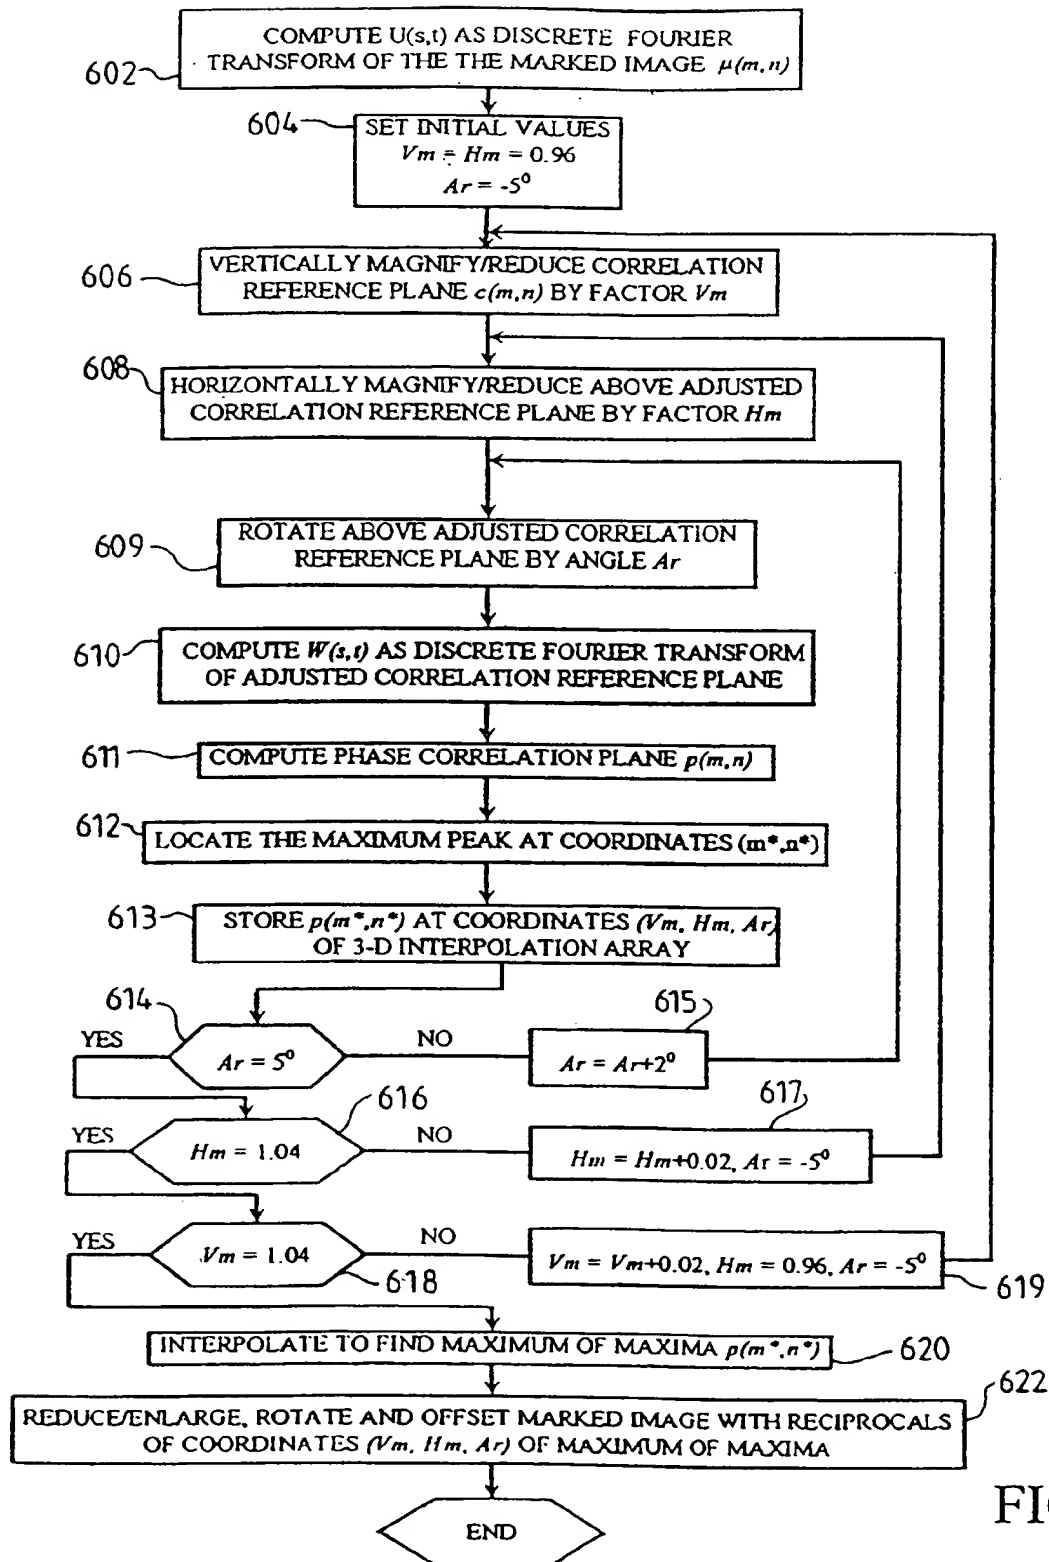 COMPUTE U(s,t) AS DISCRETE FOURIER
TRANSFORM OF THE THE MARKED IMAGE μ(m,n)
602
604
SET INITIAL VALUES
Vm = Hm = 0.96
Ar = -5⁰
606
VERTICALLY MAGNIFY/REDUCE CORRELATION
REFERENCE PLANE c(m,n) BY FACTOR Vm
608
HORIZONTALLY MAGNIFY/REDUCE ABOVE ADJUSTED
CORRELATION REFERENCE PLANE BY FACTOR Hm
609
ROTATE ABOVE ADJUSTED CORRELATION
REFERENCE PLANE BY ANGLE Ar
610
COMPUTE W(s,t) AS DISCRETE FOURIER TRANSFORM
OF ADJUSTED CORRELATION REFERENCE PLANE
611
COMPUTE PHASE CORRELATION PLANE p(m,n)
612
LOCATE THE MAXIMUM PEAK AT COORDINATES (m*,n*)
613
STORE p(m*,n*) AT COORDINATES (Vm, Hm, Ar)
OF 3-D INTERPOLATION ARRAY
614
615
YES
Ar = 5⁰
NO
Ar = Ar+2⁰
616
617
YES
Hm = 1.04
NO
Hm = Hm+0.02, Ar = -5⁰
YES
Vm = 1.04
NO
Vm = Vm+0.02, Hm = 0.96, Ar = -5⁰
618
619
INTERPOLATE TO FIND MAXIMUM OF MAXIMA p(m*,n*)
620
622
REDUCE/ENLARGE, ROTATE AND OFFSET MARKED IMAGE WITH RECIPROCALS
OF COORDINATES (Vm, Hm, Ar) OF MAXIMUM OF MAXIMA
END